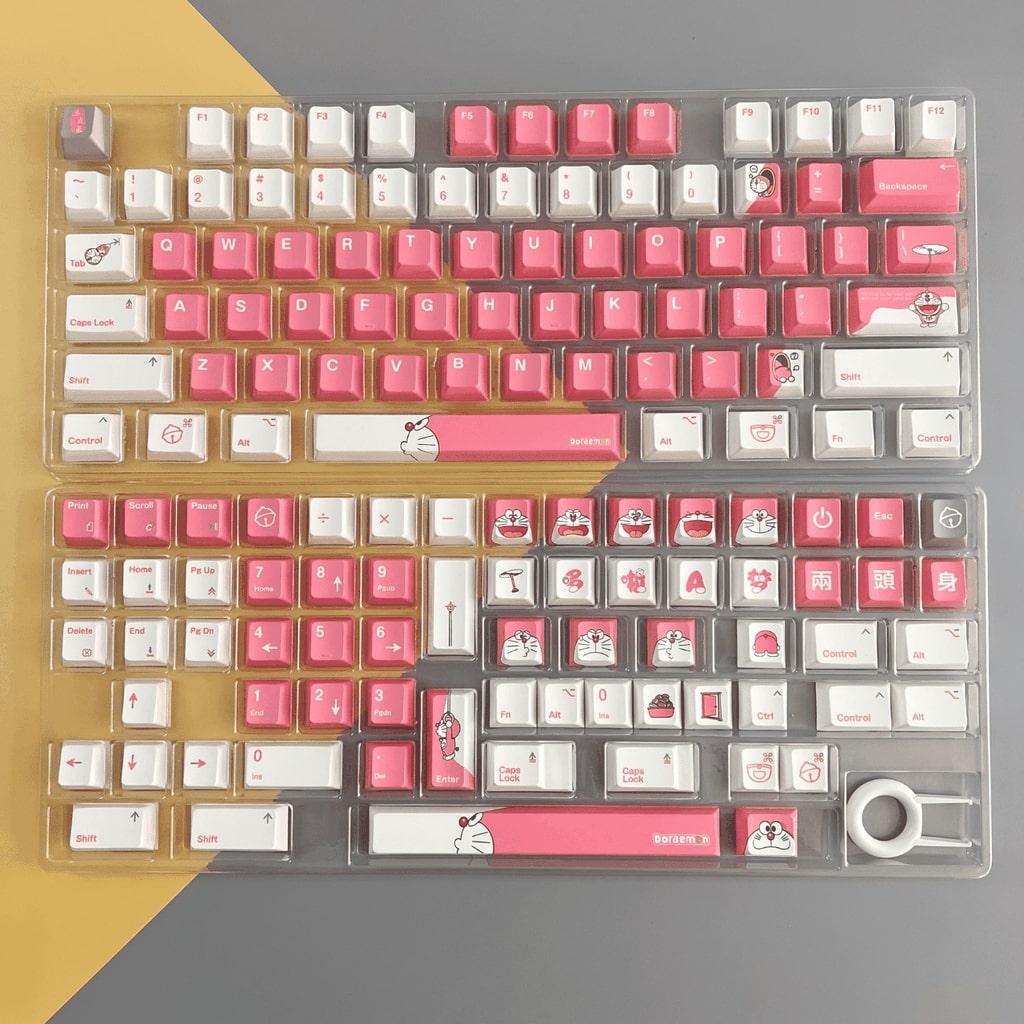 F1 F2 F3 F4 F5 F6 F7 F8 F9 F10 F11 F12
~ ` ! 1 @ 2 # 3 $ 4 % 5 ^ 6 & 7 * 8 ( 9 ) 0 + = Backspace
Tab Q W E R T Y U I O P { [ } ] | \
Caps Lock A S D F G H J K L : ; " '
Shift Z X C V B N M < , > . Shift
Control Alt Doraemon Alt Fn Control
Print Scroll Pause ÷ × − Esc
Insert Home Pg Up 7 Home 8 9 Pgup 多 啦 A 梦 兩 頭 身
Delete End Pg Dn 4 5 6 Control Alt
1 End 2 3 Pgdn Fn Alt 0 Ins Ctrl Control Alt
0 Ins . Del Enter Caps Lock Caps Lock
Shift Shift Doraemon